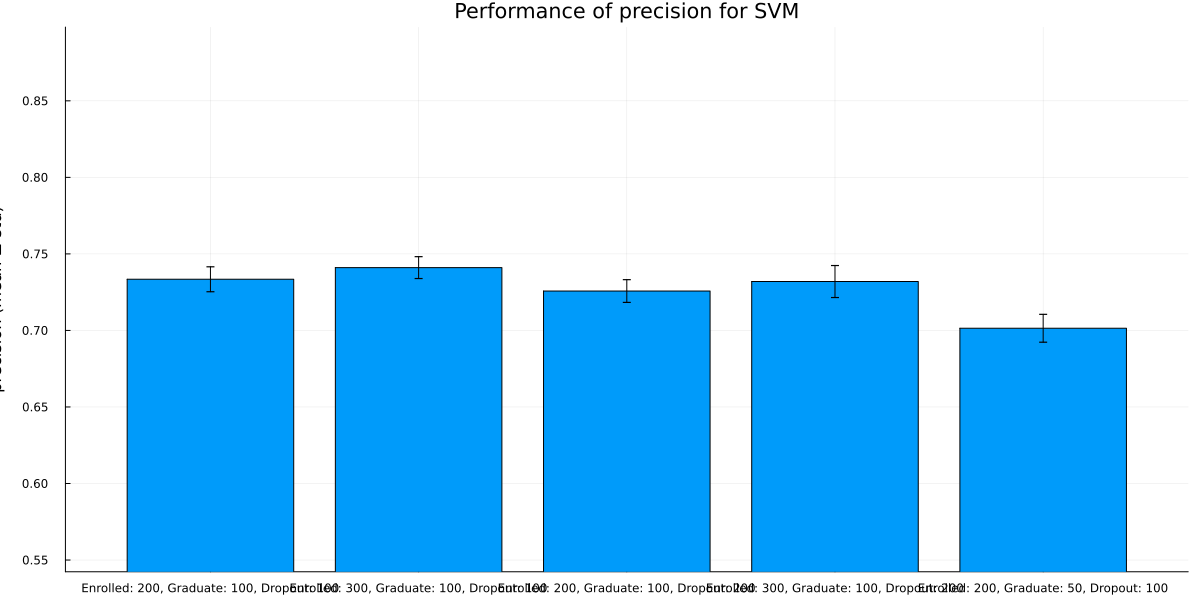 Performance of precision for SVM
0.85
0.80
0.75
0.70
0.65
0.60
0.55
Enrolled: 200, Graduate: 100, Dropout: 100
Enrolled: 300, Graduate: 100, Dropout: 100
Enrolled: 200, Graduate: 100, Dropout: 200
Enrolled: 300, Graduate: 100, Dropout: 200
Enrolled: 200, Graduate: 50, Dropout: 100